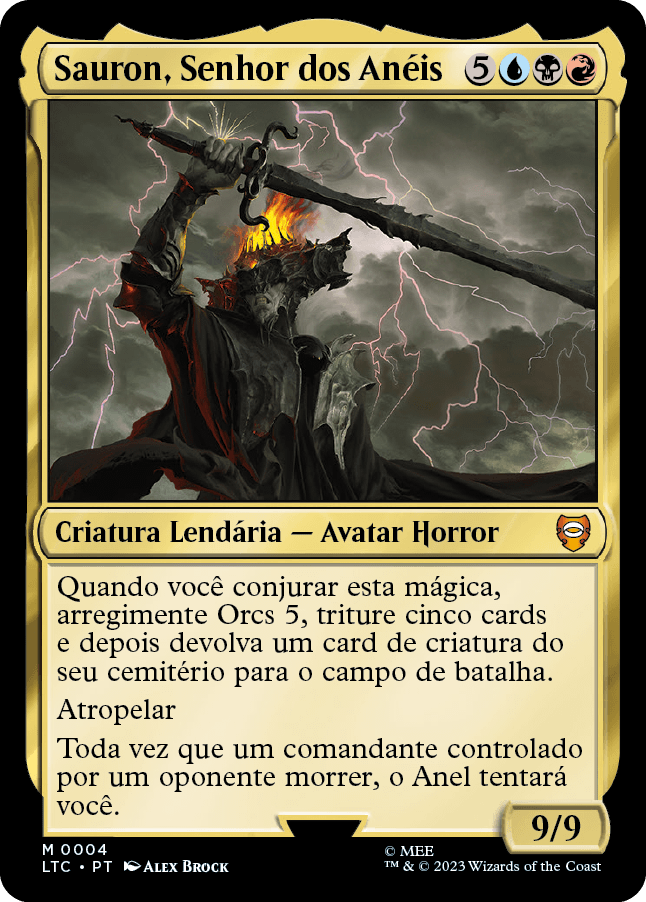 Sauron, Senhor dos Anéis 5
Criatura Lendária — Avatar Horror
Quando você conjurar esta mágica,
arregimente Orcs 5, triture cinco cards
e depois devolva um card de criatura do
seu cemitério para o campo de batalha.
Atropelar
Toda vez que um comandante controlado
por um oponente morrer, o Anel tentará
você.
9/9
M 0004
LTC • PT Alex Brock
© MEE
™ & © 2023 Wizards of the Coast